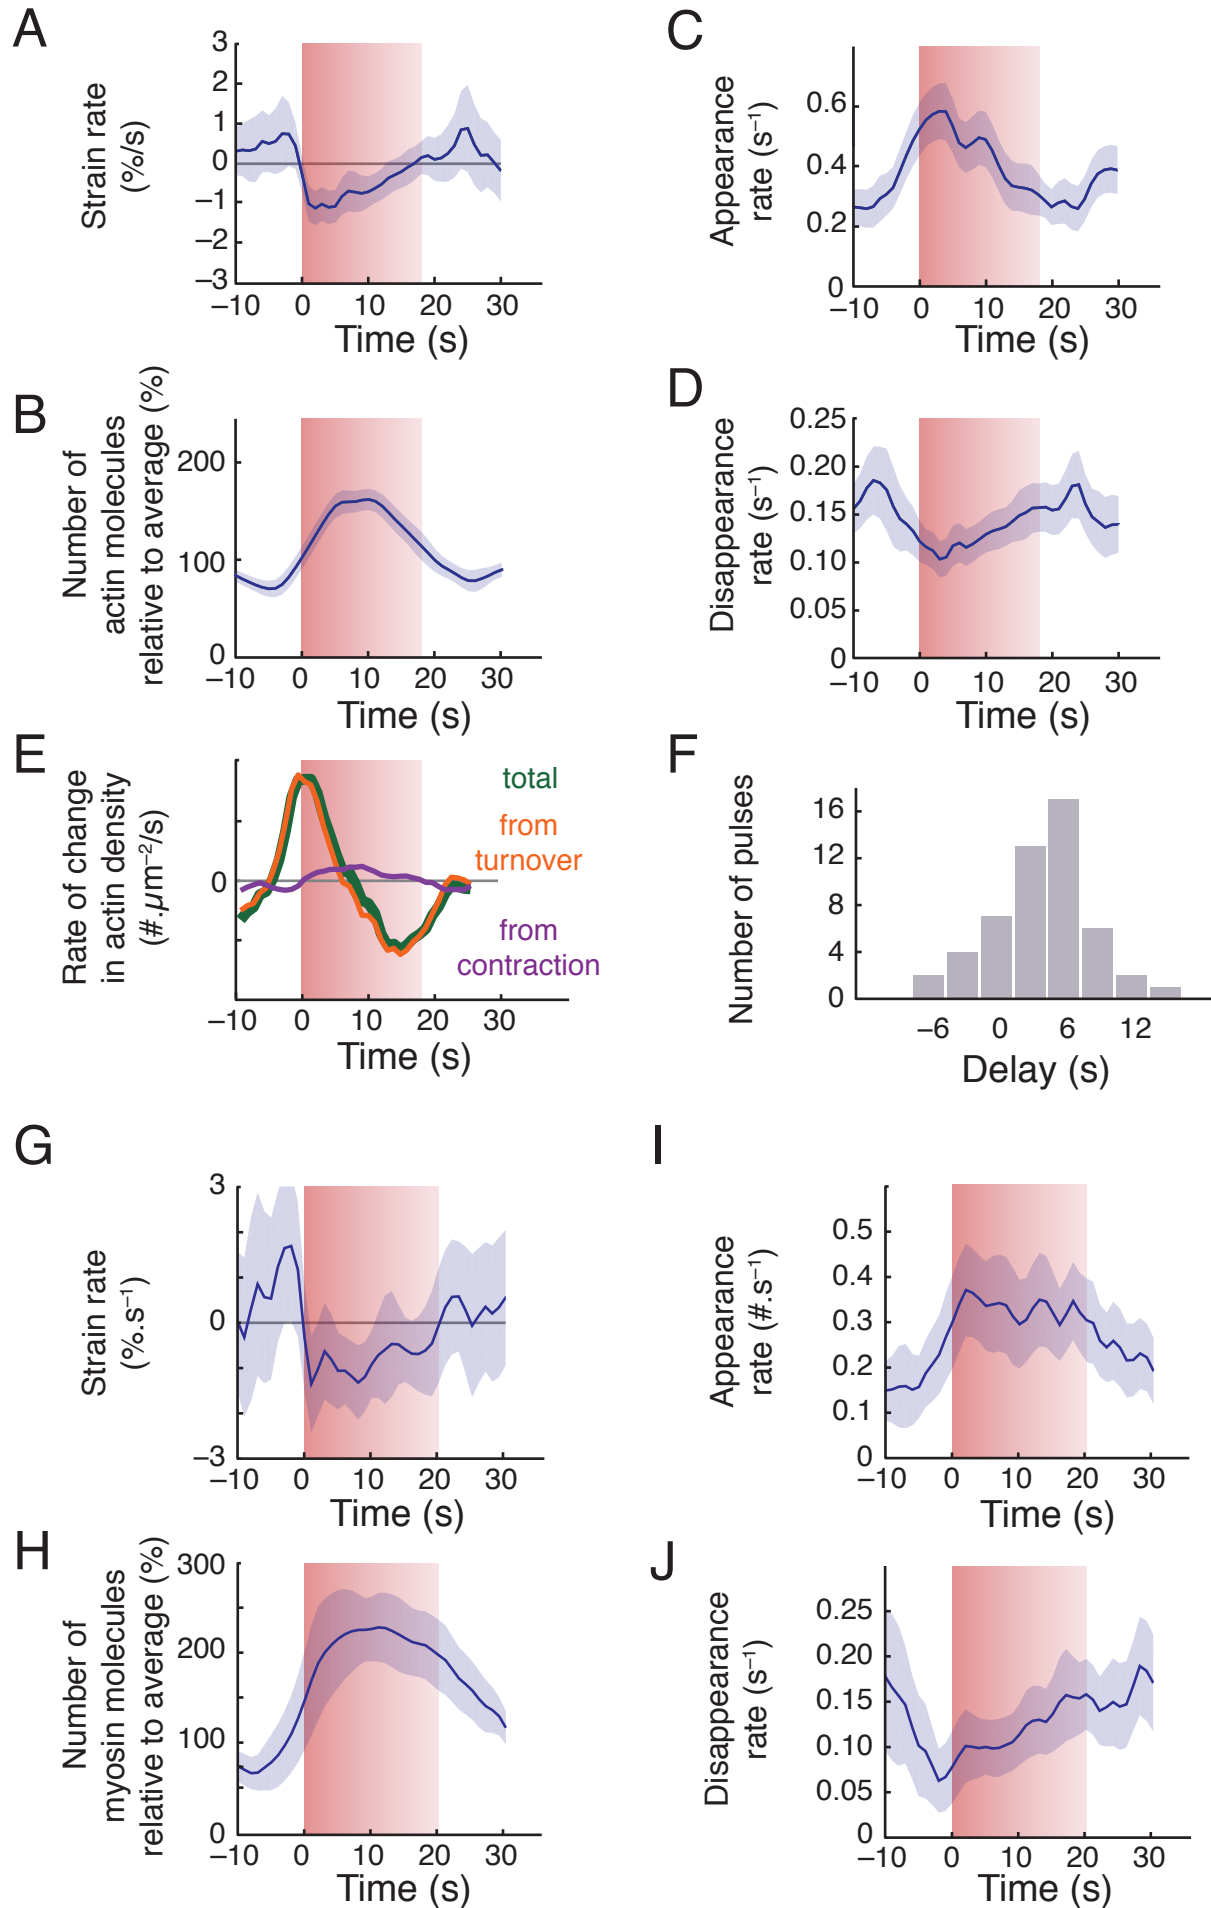 A
Strain rate
(%/s)
3
2
1
0
−1
−2
−3
−10 0 10 20 30
Time (s)
C
Appearance
rate (s⁻¹)
0.6
0.4
0.2
0
−10 0 10 20 30
Time (s)
B
Number of
actin molecules
relative to average (%)
200
100
0
−10 0 10 20 30
Time (s)
D
Disappearance
rate (s⁻¹)
0.25
0.20
0.15
0.10
0.05
0
−10 0 10 20 30
Time (s)
E
Rate of change
in actin density
(#.µm⁻²/s)
0
total
from
turnover
from
contraction
−10 0 10 20 30
Time (s)
F
Number of pulses
16
12
8
4
0
−6 0 6 12
Delay (s)
G
Strain rate
(%.s⁻¹)
3
0
−3
−10 0 10 20 30
Time (s)
I
Appearance
rate (#.s⁻¹)
0.5
0.4
0.3
0.2
0.1
0
−10 0 10 20 30
Time (s)
H
Number of
myosin molecules
relative to average (%)
300
200
100
0
−10 0 10 20 30
Time (s)
J
Disappearance
rate (s⁻¹)
0.25
0.20
0.15
0.10
0.05
0
−10 0 10 20 30
Time (s)